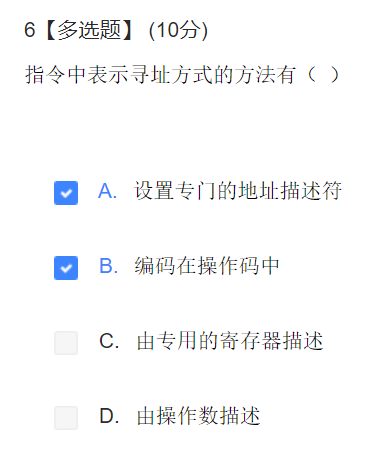 6【多选题】 (10分)
指令中表示寻址方式的方法有（ ）
A. 设置专门的地址描述符
B. 编码在操作码中
C. 由专用的寄存器描述
D. 由操作数描述